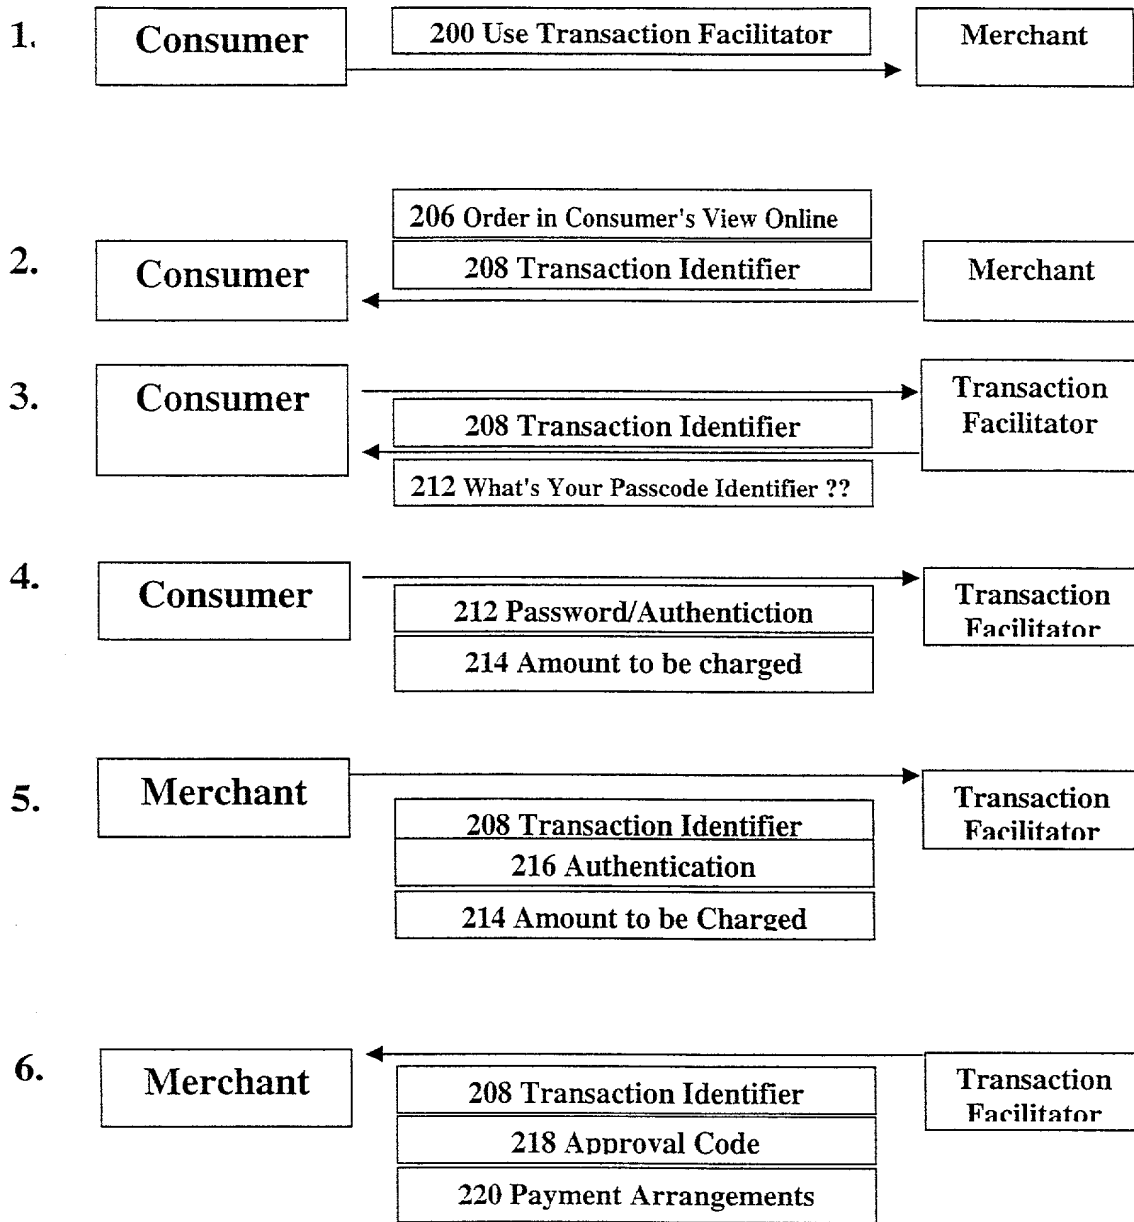 1.
Consumer
200 Use Transaction Facilitator
Merchant
206 Order in Consumer's View Online
2.
Consumer
208 Transaction Identifier
Merchant
3.
Consumer
Transaction
Facilitator
208 Transaction Identifier
212 What's Your Passcode Identifier ??
4.
Consumer
Transaction
Facilitator
212 Password/Authentiction
214 Amount to be charged
5.
Merchant
Transaction
Facilitator
208 Transaction Identifier
216 Authentication
214 Amount to be Charged
6.
Merchant
Transaction
Facilitator
208 Transaction Identifier
218 Approval Code
220 Payment Arrangements